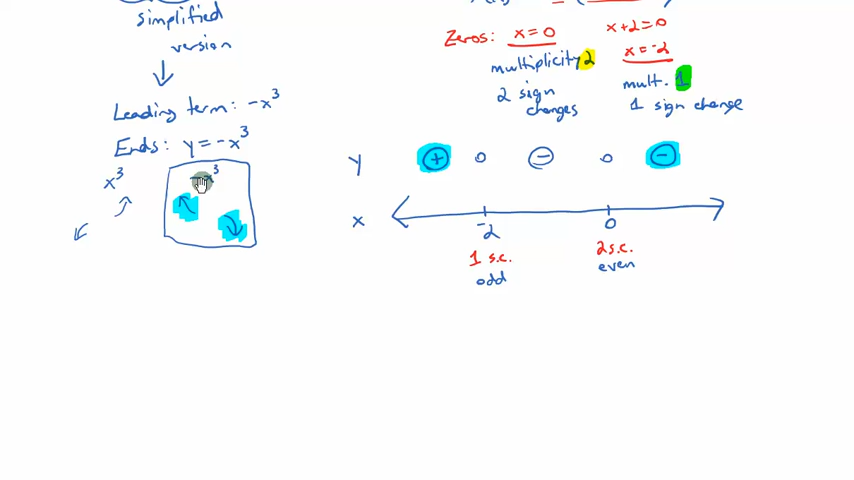 simplified
version
Leading term: -x³
Ends: y = -x³
x³
-x³
Zeros: x = 0
multiplicity 2
2 sign
changes
x+2=0
x = -2
mult. 1
1 sign change
y + 0 - 0 -
x
-2 0
1 s.c. 2 s.c.
odd even